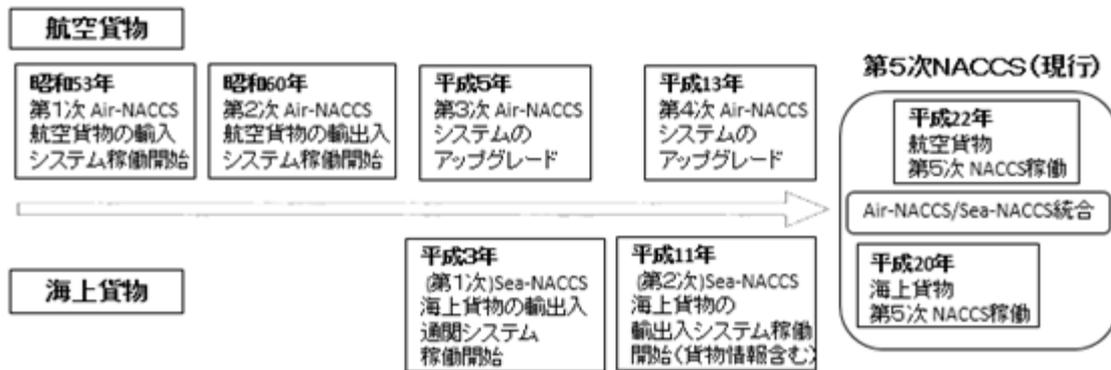 航空貨物
昭和53年
第1次 Air-NACCS
航空貨物の輸入
システム稼働開始
昭和60年
第2次 Air-NACCS
航空貨物の輸出入
システム稼働開始
平成5年
第3次 Air-NACCS
システムの
アップグレード
平成13年
第4次 Air-NACCS
システムの
アップグレード
第5次NACCS(現行)
平成22年
航空貨物
第5次 NACCS稼働
Air-NACCS/Sea-NACCS統合
平成20年
海上貨物
第5次 NACCS稼働
海上貨物
平成3年
(第1次)Sea-NACCS
海上貨物の輸出入
通関システム
稼働開始
平成11年
(第2次)Sea-NACCS
海上貨物の
輸出入システム稼働
開始(貨物情報含む)